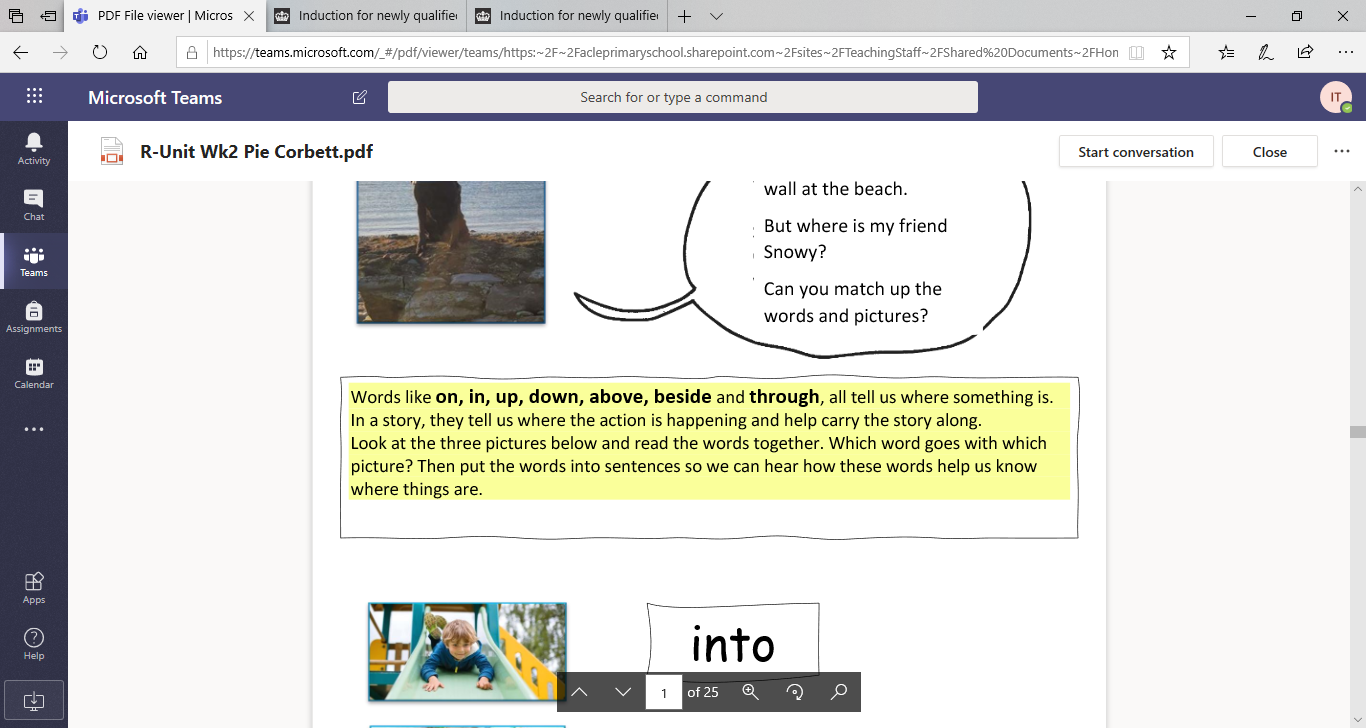 PDF File viewer | Micros
Induction for newly qualifie
Induction for newly qualifie
https://teams.microsoft.com/_#/pdf/viewer/teams/https:~2F~2Facleprimaryschool.sharepoint.com~2Fsites~2FTeachingStaff~2FShared%20Documents~2FHon
Microsoft Teams
Search for or type a command
IT
Activity
Chat
Teams
Assignments
Calendar
Apps
Help
R-Unit Wk2 Pie Corbett.pdf
Start conversation
Close
wall at the beach.
But where is my friend
Snowy?
Can you match up the
words and pictures?
Words like on, in, up, down, above, beside and through, all tell us where something is.
In a story, they tell us where the action is happening and help carry the story along.
Look at the three pictures below and read the words together. Which word goes with which
picture? Then put the words into sentences so we can hear how these words help us know
where things are.
into
1 of 25